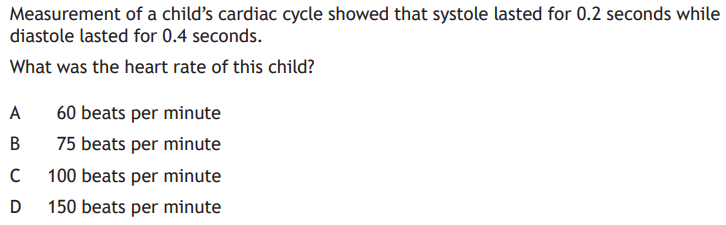 Measurement of a child’s cardiac cycle showed that systole lasted for 0.2 seconds while
diastole lasted for 0.4 seconds.
What was the heart rate of this child?
A 60 beats per minute
B 75 beats per minute
C 100 beats per minute
D 150 beats per minute